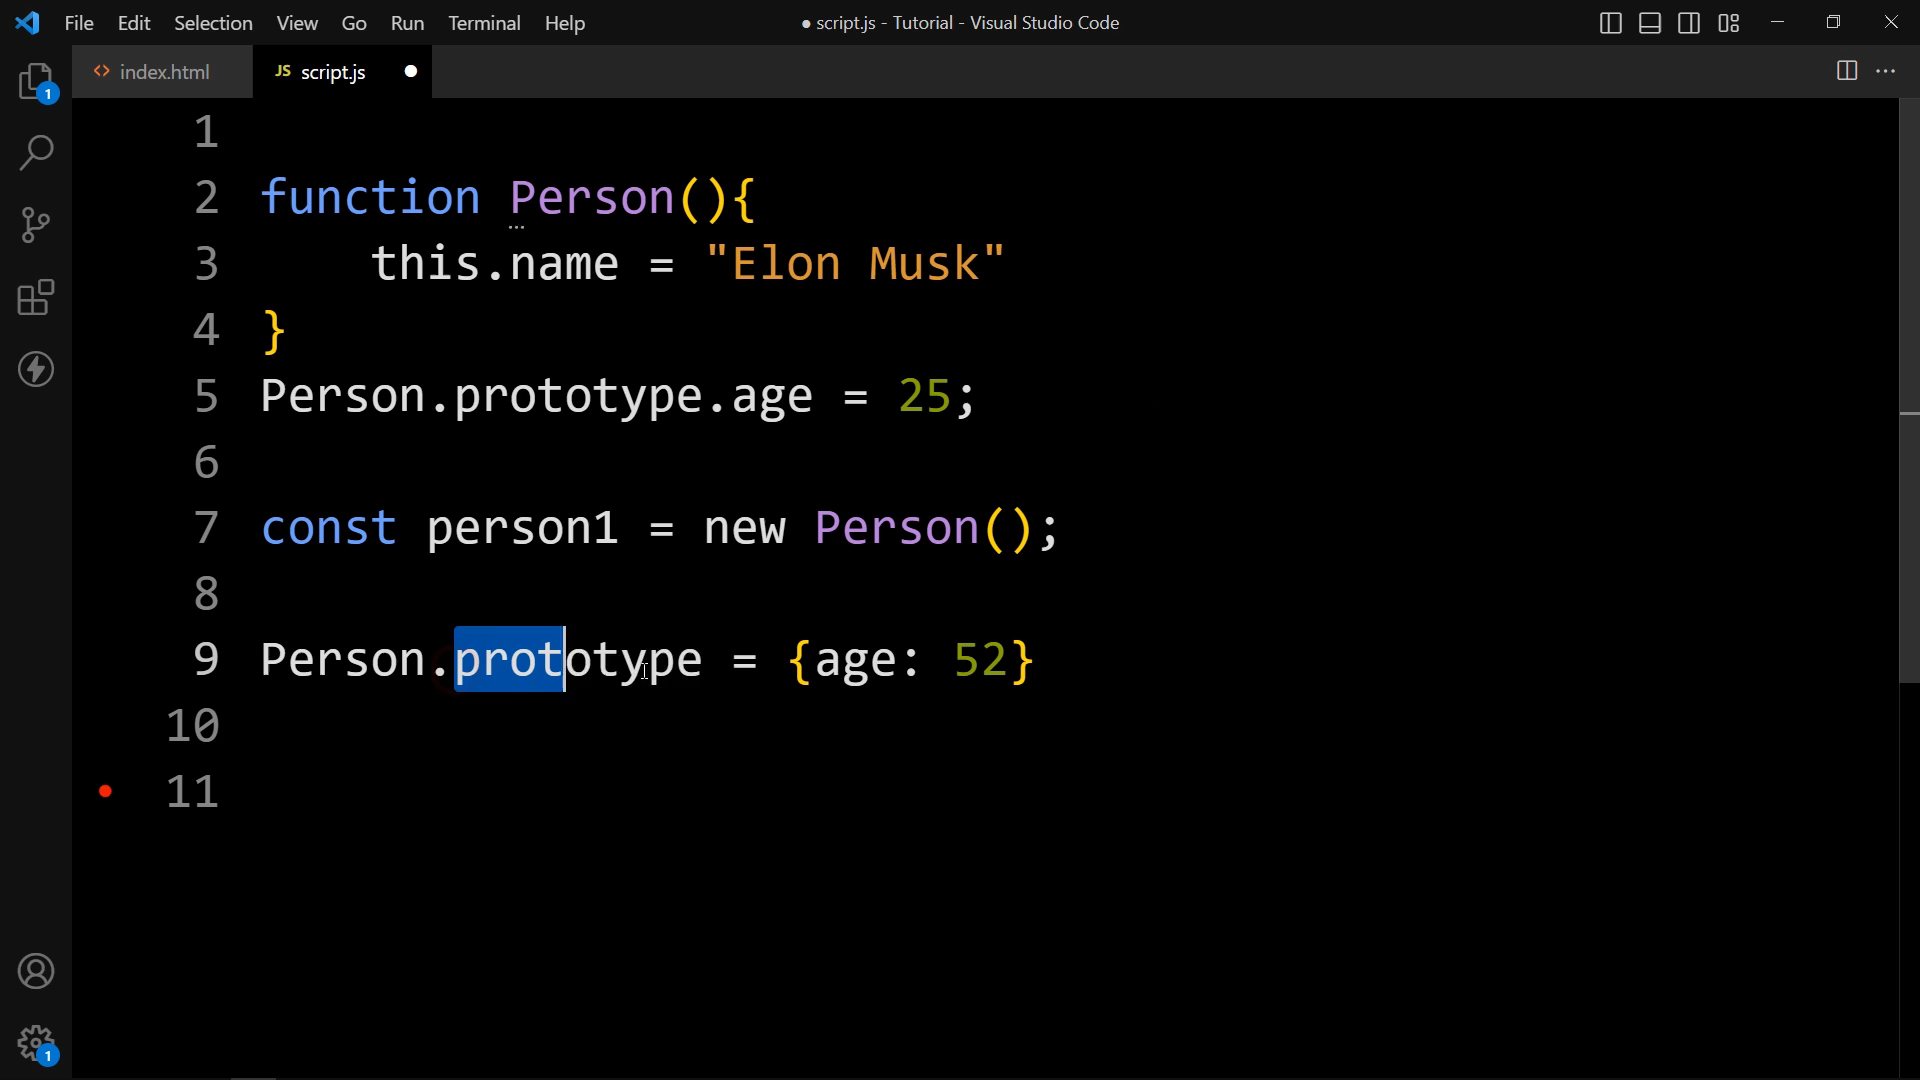 File Edit Selection View Go Run Terminal Help ● script.js - Tutorial - Visual Studio Code
<> index.html JS script.js ●
1
1
2 function Person(){
3 this.name = "Elon Musk"
4 }
5 Person.prototype.age = 25;
6
7 const person1 = new Person();
8
9 Person.prototype = {age: 52}
10
11
1